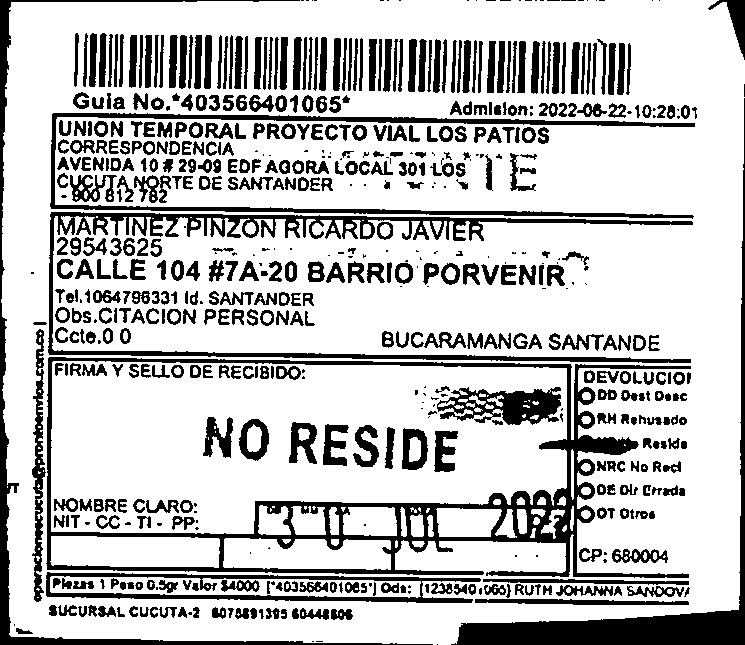 Guia No.*403566401065*
Admision: 2022-06-22-10:28:01
UNION TEMPORAL PROYECTO VIAL LOS PATIOS
CORRESPONDENCIA
AVENIDA 10 # 29-09 EDF AGORA LOCAL 301 LOS
CUCUTA NORTE DE SANTANDER
- 900 812 782
MARTINEZ PINZON RICARDO JAVIER
29543625
CALLE 104 #7A-20 BARRIO PORVENIR
Tel.1064796331 Id. SANTANDER
Obs.CITACION PERSONAL
Ccte.0 0
BUCARAMANGA SANTANDE
operacionescucuta@prontoenvios.com.co |
FIRMA Y SELLO DE RECIBIDO:
NO RESIDE
NOMBRE CLARO:
NIT - CC - TI - PP:
30 JUL 2022
DEVOLUCIO
DD Dest Desc
RH Rehusado
Reside
NRC No Recl
DE Dir Errada
OT Otros
CP: 680004
Piezas 1 Peso 0.5gr Valor $4000 [*403566401065*] Ods: RUTH JOHANNA SANDOVA
SUCURSAL CUCUTA-2 6075891395 60448606